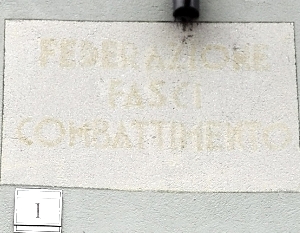 FEDERAZIONE
FASCI
COMBATTIMENTO
I